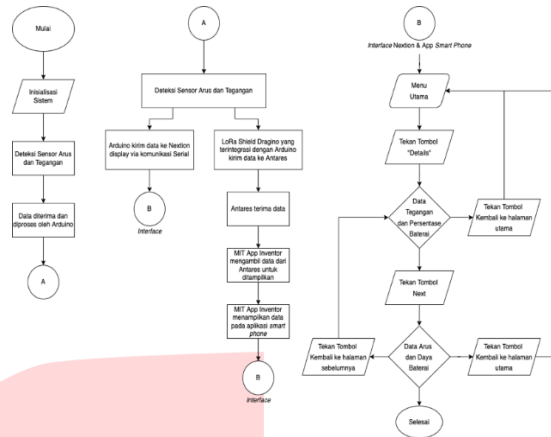 Mulai
Inisialisasi
Sistem
Deteksi Sensor Arus
dan Tegangan
Data diterima dan
diproses oleh Arduino
A
A
Deteksi Sensor Arus dan Tegangan
Arduino kirim data ke Nextion
display via komunikasi Serial
B
Interface
LoRa Shield Dragino yang
terintegrasi dengan Arduino
kirim data ke Antares
Antares terima data
MIT App Inventor
mengambil data dari
Antares untuk
ditampilkan
MIT App Inventor
menampilkan data
pada aplikasi smart
phone
B
Interface
B
Interface Nextion & App Smart Phone
Menu
Utama
Tekan Tombol
"Details"
Data
Tegangan
dan Persentase
Baterai
Tekan Tombol
Kembali ke halaman
utama
Tekan Tombol
Next
Data Arus
dan Daya
Baterai
Tekan Tombol
Kembali ke halaman
sebelumnya
Tekan Tombol
Kembali ke halaman
utama
Selesai